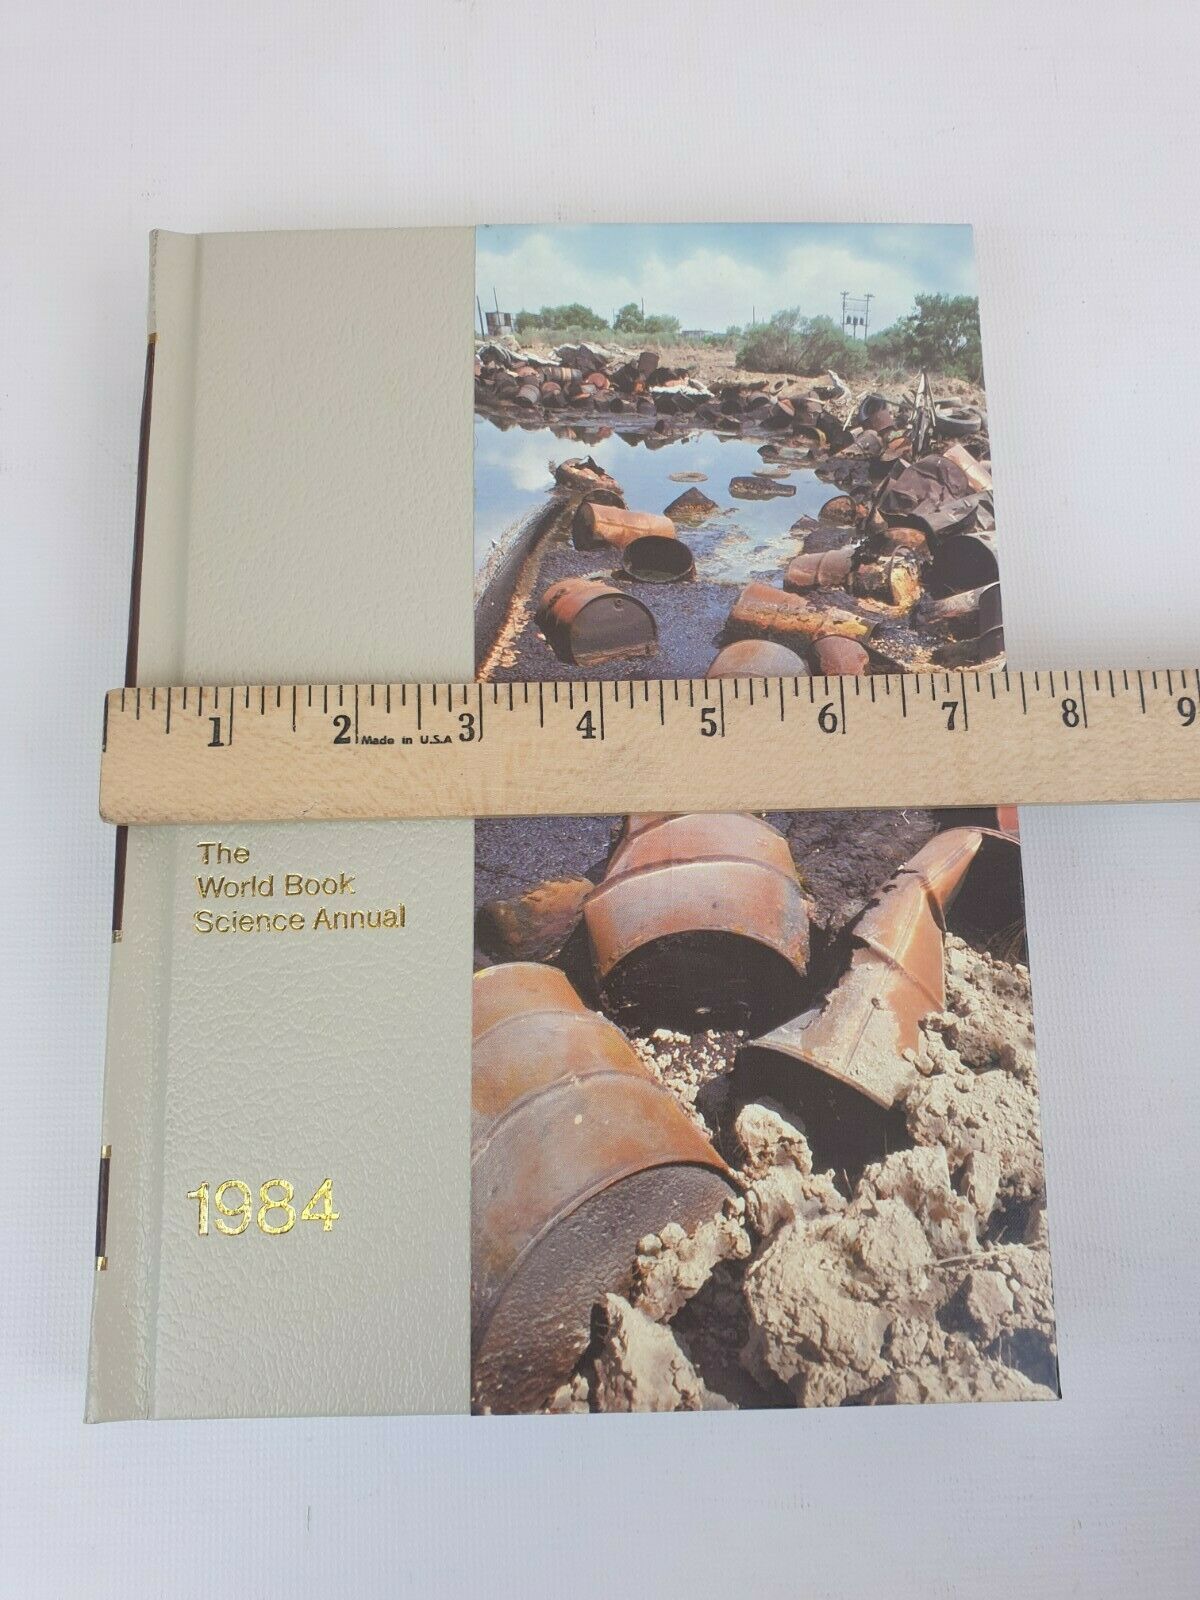 1 2 3 4 5 6 7 8 9
Made in U.S.A
The
World Book
Science Annual
1984